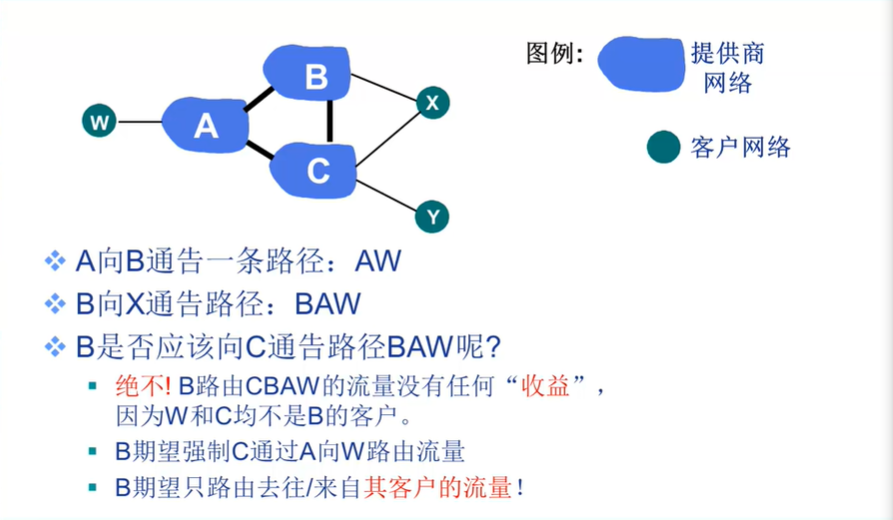 B
X
W
A
C
Y
图例:
提供商
网络
客户网络
❖ A向B通告一条路径：AW
❖ B向X通告路径：BAW
❖ B是否应该向C通告路径BAW呢?
▪ 绝不! B路由CBAW的流量没有任何“收益”，
因为W和C均不是B的客户。
▪ B期望强制C通过A向W路由流量
▪ B期望只路由去往/来自其客户的流量!